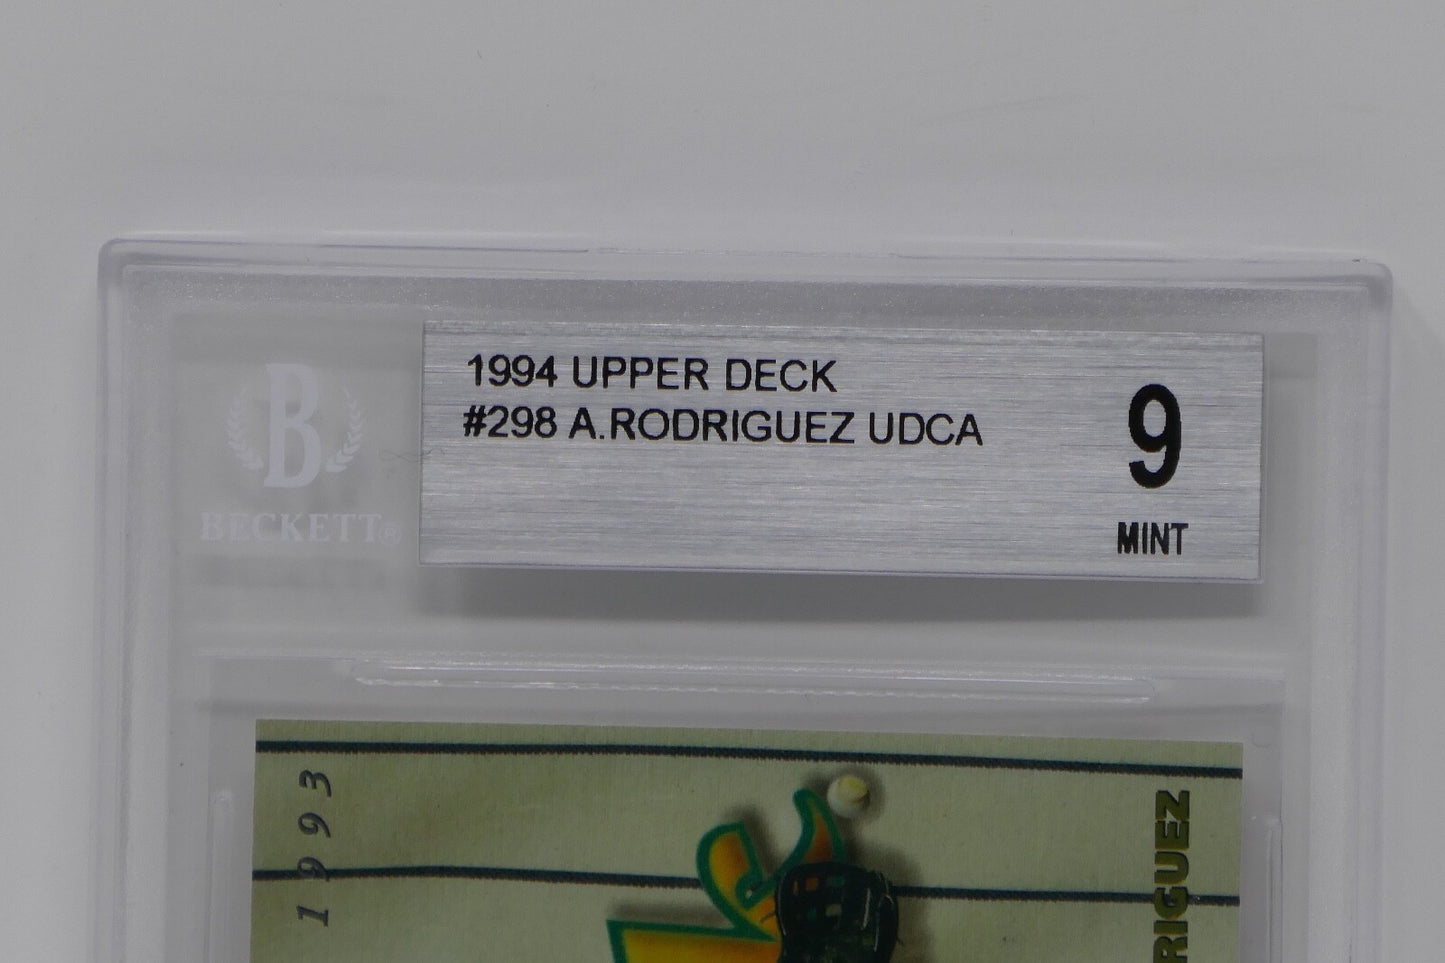 1994 UPPER DECK
#298 A.RODRIGUEZ UDCA
9
MINT
B
BECKETT®
1993
RIGUEZ